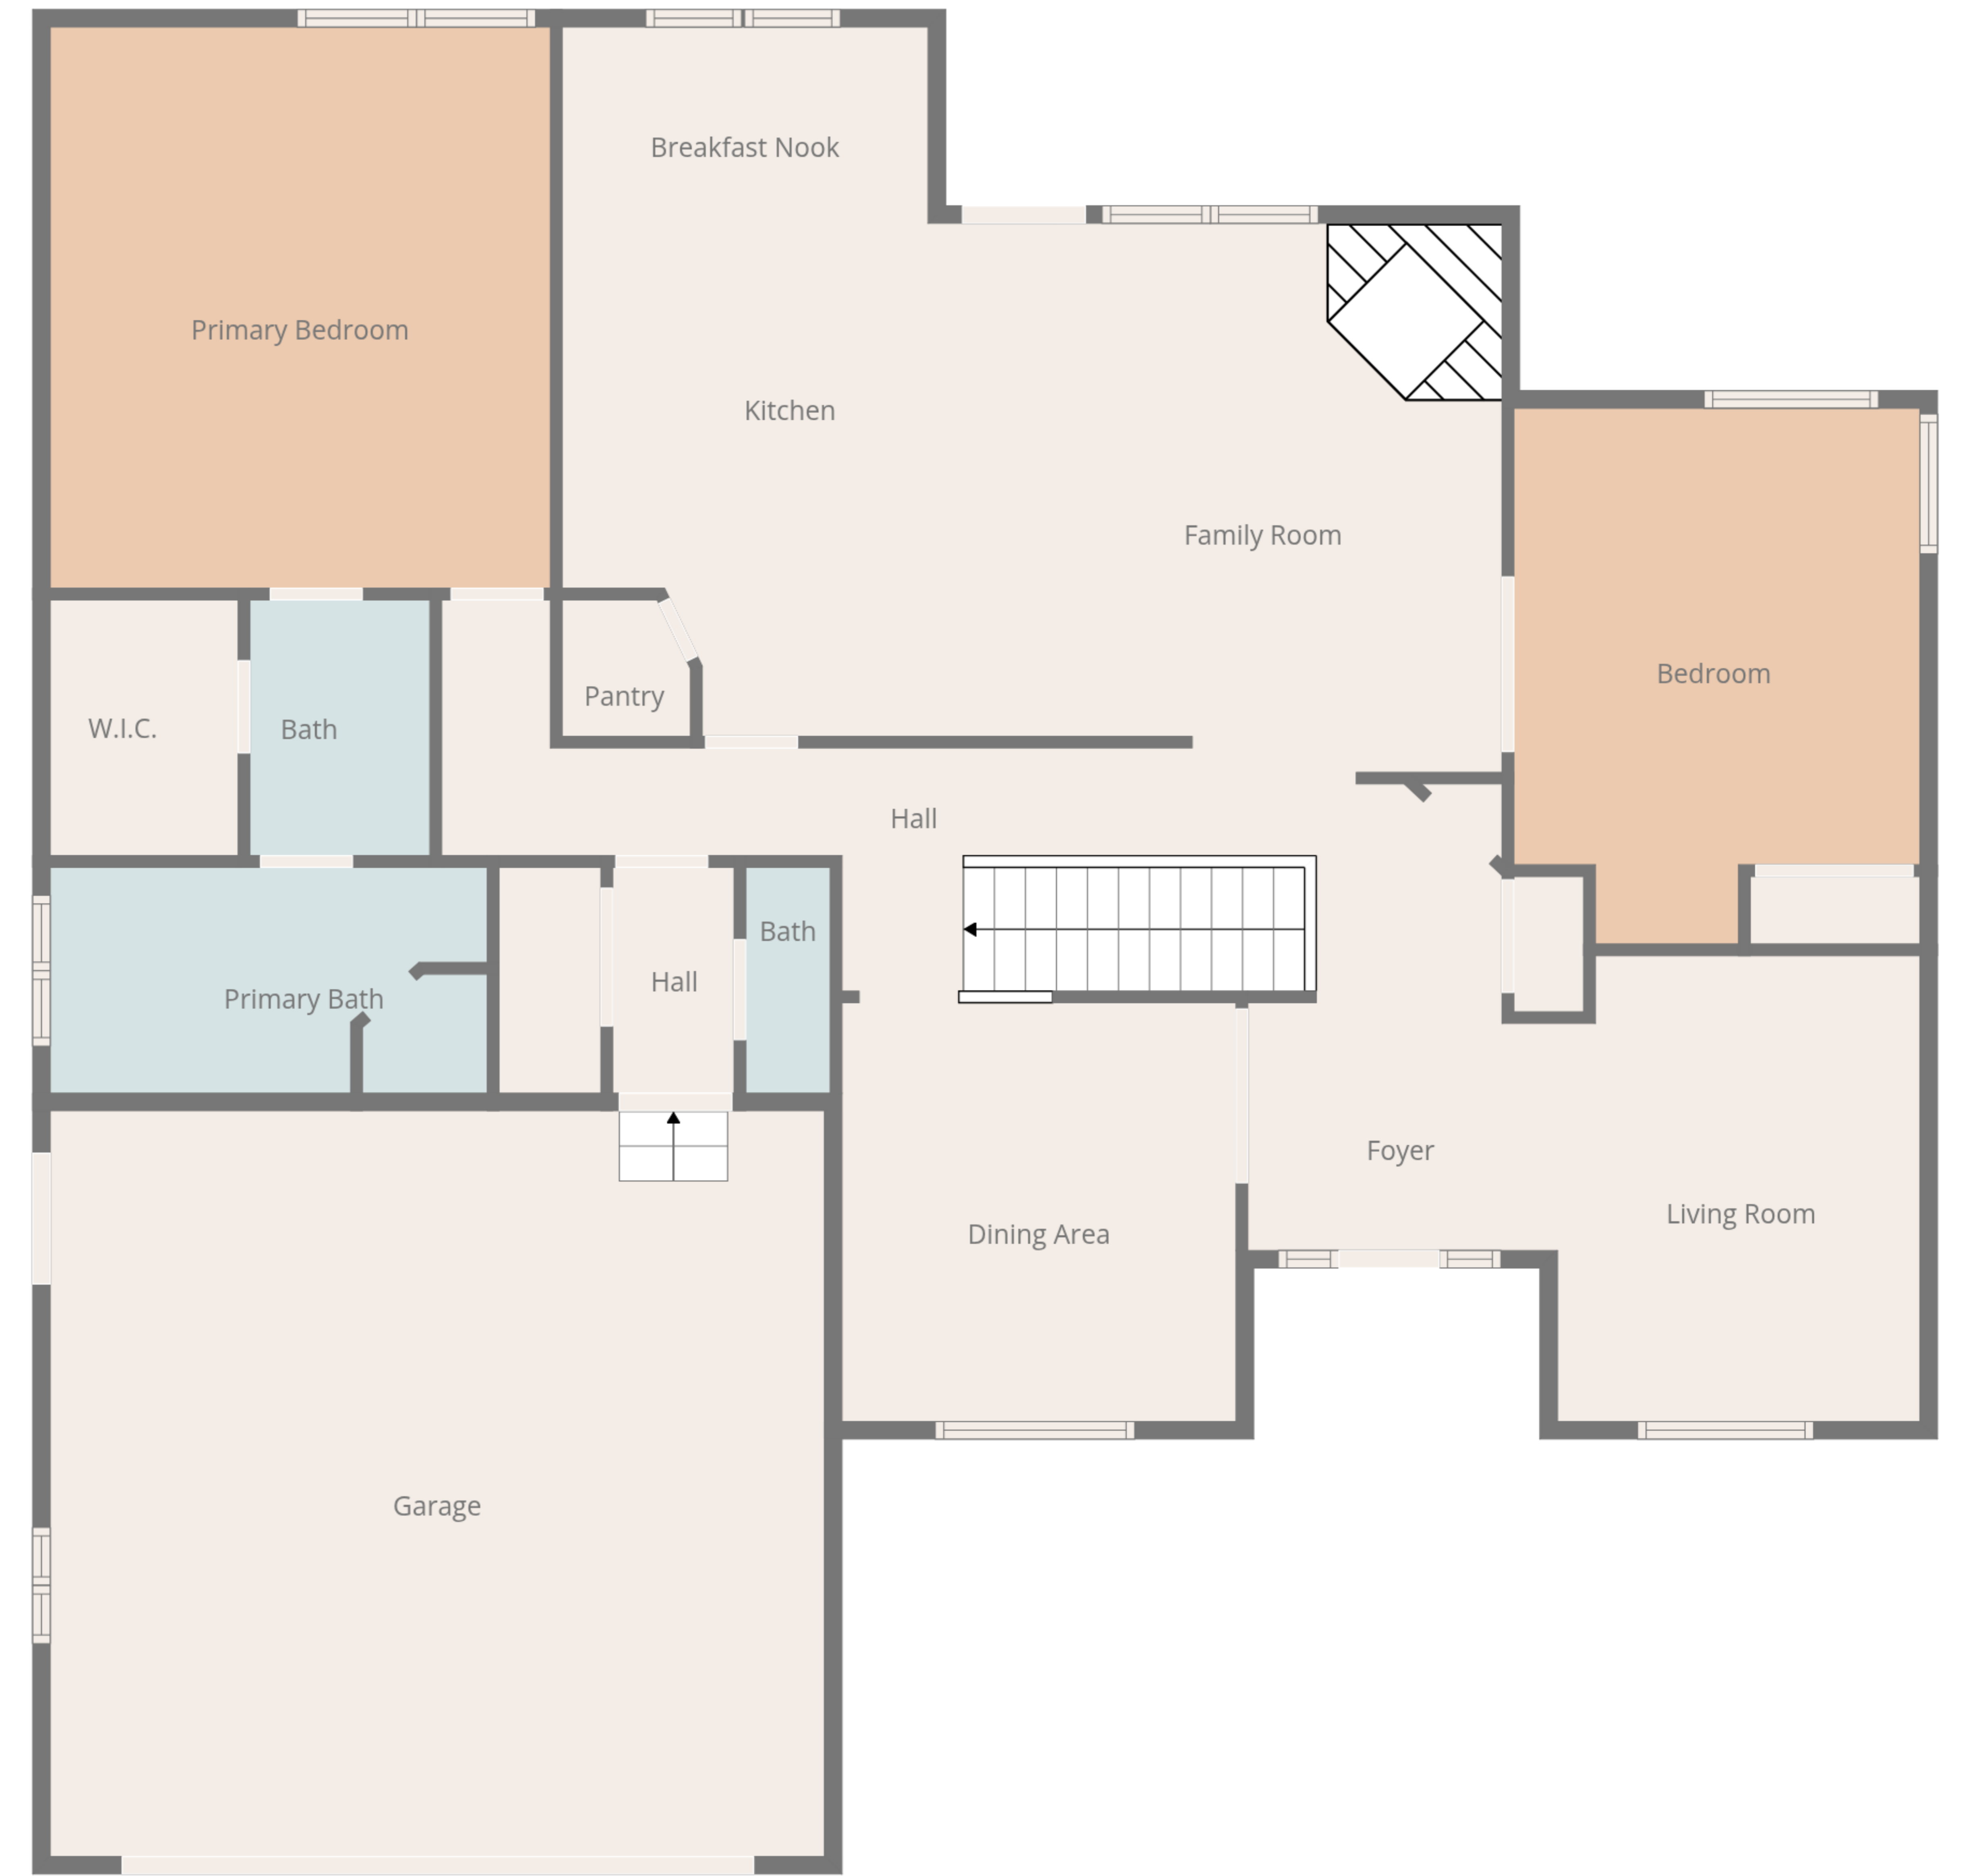 Breakfast Nook
Primary Bedroom
Kitchen
Family Room
Bedroom
Pantry
W.I.C.
Bath
Hall
Bath
Hall
Primary Bath
Foyer
Living Room
Dining Area
Garage